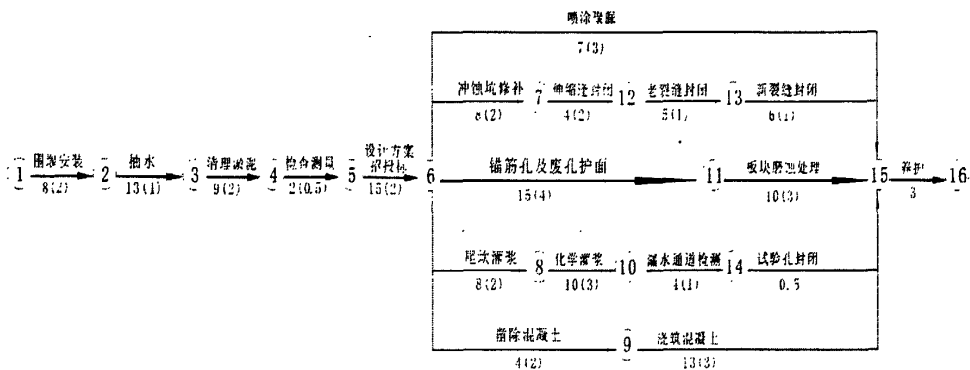 7(3)
冲蚀坑修补 7 伸缩缝封闭 12 老裂缝封闭 13 新裂缝封闭
8(2) 4(2) 5(1) 6(1)
设计方案
招投标
1 围堰安装 2 抽水 3 清理淤泥 4 检查测量 5 6 锚筋孔及废孔护面 11 板块磨蚀处理 15 养护 16
8(2) 13(1) 9(2) 2(0.5) 15(2) 15(4) 10(3) 3
灌浆 8 化学灌浆 10 漏水通道检测 14 试验孔封闭
8(2) 10(3) 4(1) 0.5
凿除混凝土 9 浇筑混凝土
4(2) 13(3)